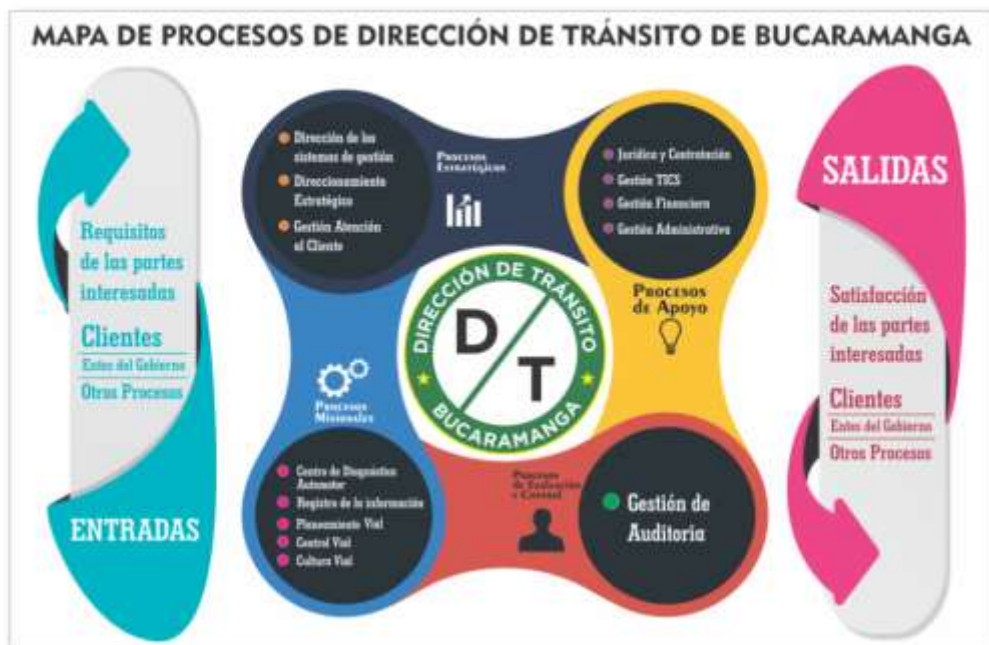 MAPA DE PROCESOS DE DIRECCIÓN DE TRÁNSITO DE BUCARAMANGA
Requisitos
de las partes
interesadas
Clientes
Entes del Gobierno
Otros Procesos
ENTRADAS
Dirección de los
sistemas de gestión
Direccionamiento
Estratégico
Gestión Atención
al Cliente
PROCESOS
ESTRATÉGICOS
Jurídica y Contratación
Gestión TICS
Gestión Financiera
Gestión Administrativa
PROCESOS
de APOYO
DIRECCIÓN DE TRÁNSITO
D
T
BUCARAMANGA
PROCESOS
MISIONALES
Centro de Diagnóstico
Automotor
Registro de la información
Planeamiento Vial
Control Vial
Cultura Vial
PROCESOS
DE EVALUACIÓN
Y CONTROL
Gestión de
Auditoria
SALIDAS
Satisfacción
de las partes
interesadas
Clientes
Entes del Gobierno
Otros Procesos